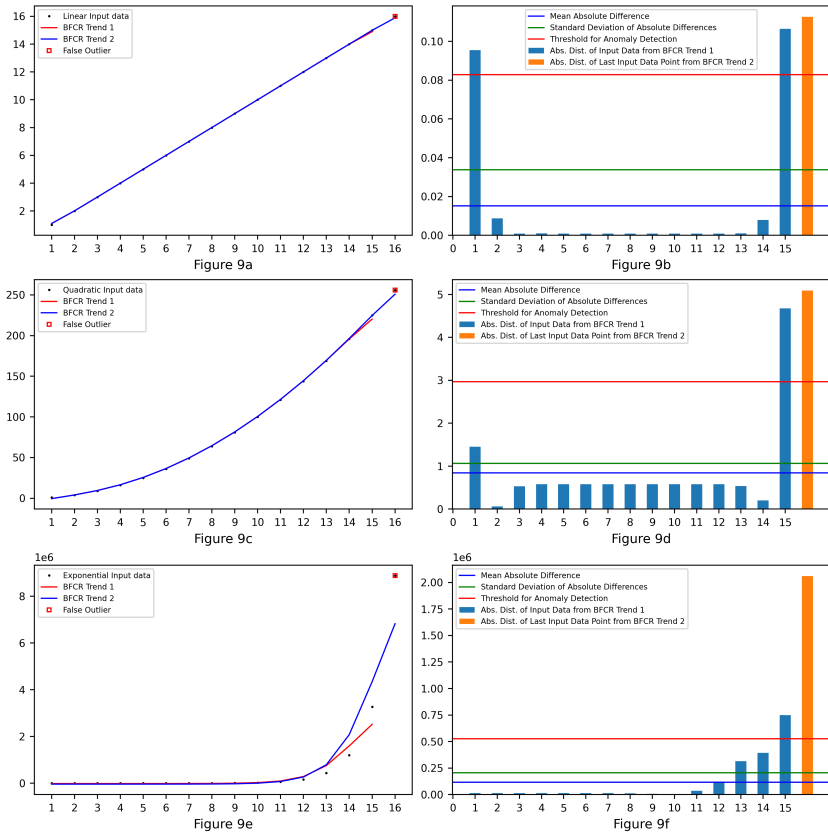 Linear Input data
BFCR Trend 1
BFCR Trend 2
False Outlier
16
14
12
10
8
6
4
2
1 2 3 4 5 6 7 8 9 10 11 12 13 14 15 16
Figure 9a
Mean Absolute Difference
Standard Deviation of Absolute Differences
Threshold for Anomaly Detection
Abs. Dist. of Input Data from BFCR Trend 1
Abs. Dist. of Last Input Data Point from BFCR Trend 2
0.10
0.08
0.06
0.04
0.02
0.00
0 1 2 3 4 5 6 7 8 9 10 11 12 13 14 15
Figure 9b
Quadratic Input data
BFCR Trend 1
BFCR Trend 2
False Outlier
250
200
150
100
50
0
1 2 3 4 5 6 7 8 9 10 11 12 13 14 15 16
Figure 9c
Mean Absolute Difference
Standard Deviation of Absolute Differences
Threshold for Anomaly Detection
Abs. Dist. of Input Data from BFCR Trend 1
Abs. Dist. of Last Input Data Point from BFCR Trend 2
5
4
3
2
1
0
0 1 2 3 4 5 6 7 8 9 10 11 12 13 14 15
Figure 9d
1e6
Exponential Input data
BFCR Trend 1
BFCR Trend 2
False Outlier
8
6
4
2
0
1 2 3 4 5 6 7 8 9 10 11 12 13 14 15 16
Figure 9e
1e6
Mean Absolute Difference
Standard Deviation of Absolute Differences
Threshold for Anomaly Detection
Abs. Dist. of Input Data from BFCR Trend 1
Abs. Dist. of Last Input Data Point from BFCR Trend 2
2.00
1.75
1.50
1.25
1.00
0.75
0.50
0.25
0.00
0 1 2 3 4 5 6 7 8 9 10 11 12 13 14 15
Figure 9f